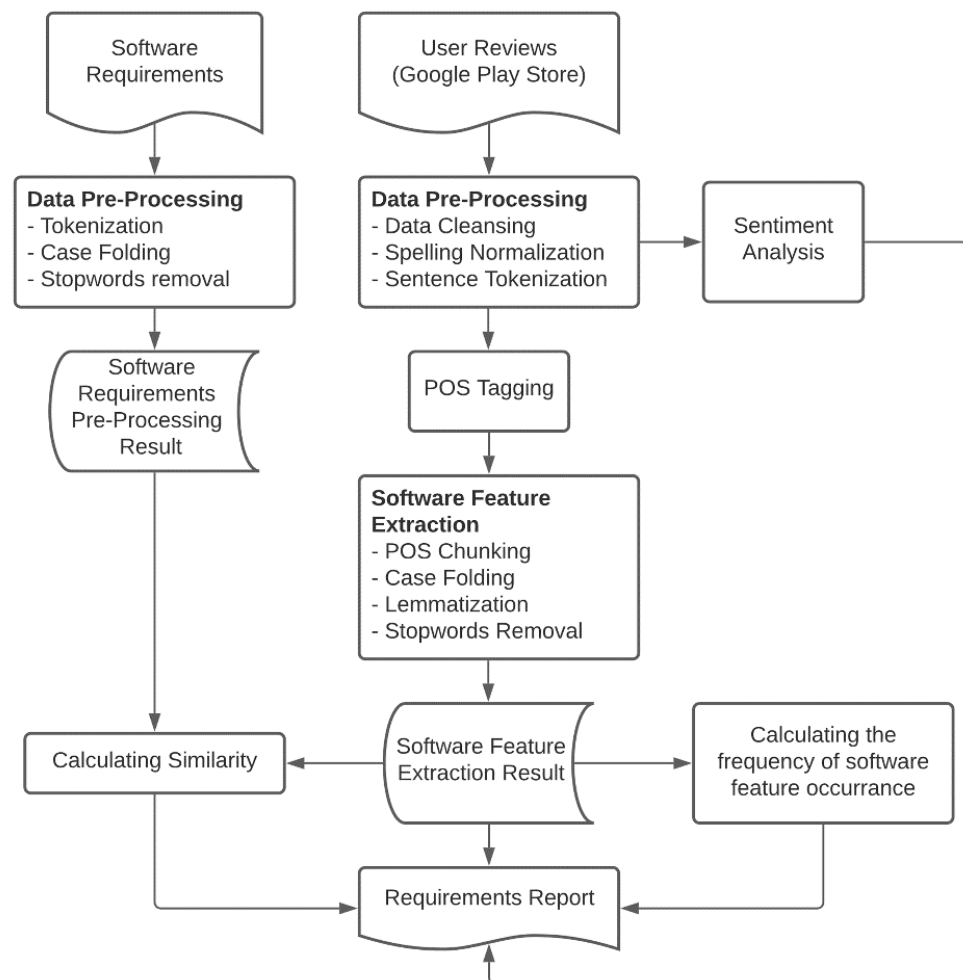 Software
Requirements
User Reviews
(Google Play Store)
Data Pre-Processing
- Tokenization
- Case Folding
- Stopwords removal
Data Pre-Processing
- Data Cleansing
- Spelling Normalization
- Sentence Tokenization
Sentiment
Analysis
Software
Requirements
Pre-Processing
Result
POS Tagging
Software Feature
Extraction
- POS Chunking
- Case Folding
- Lemmatization
- Stopwords Removal
Calculating Similarity
Software Feature
Extraction Result
Calculating the
frequency of software
feature occurrance
Requirements Report